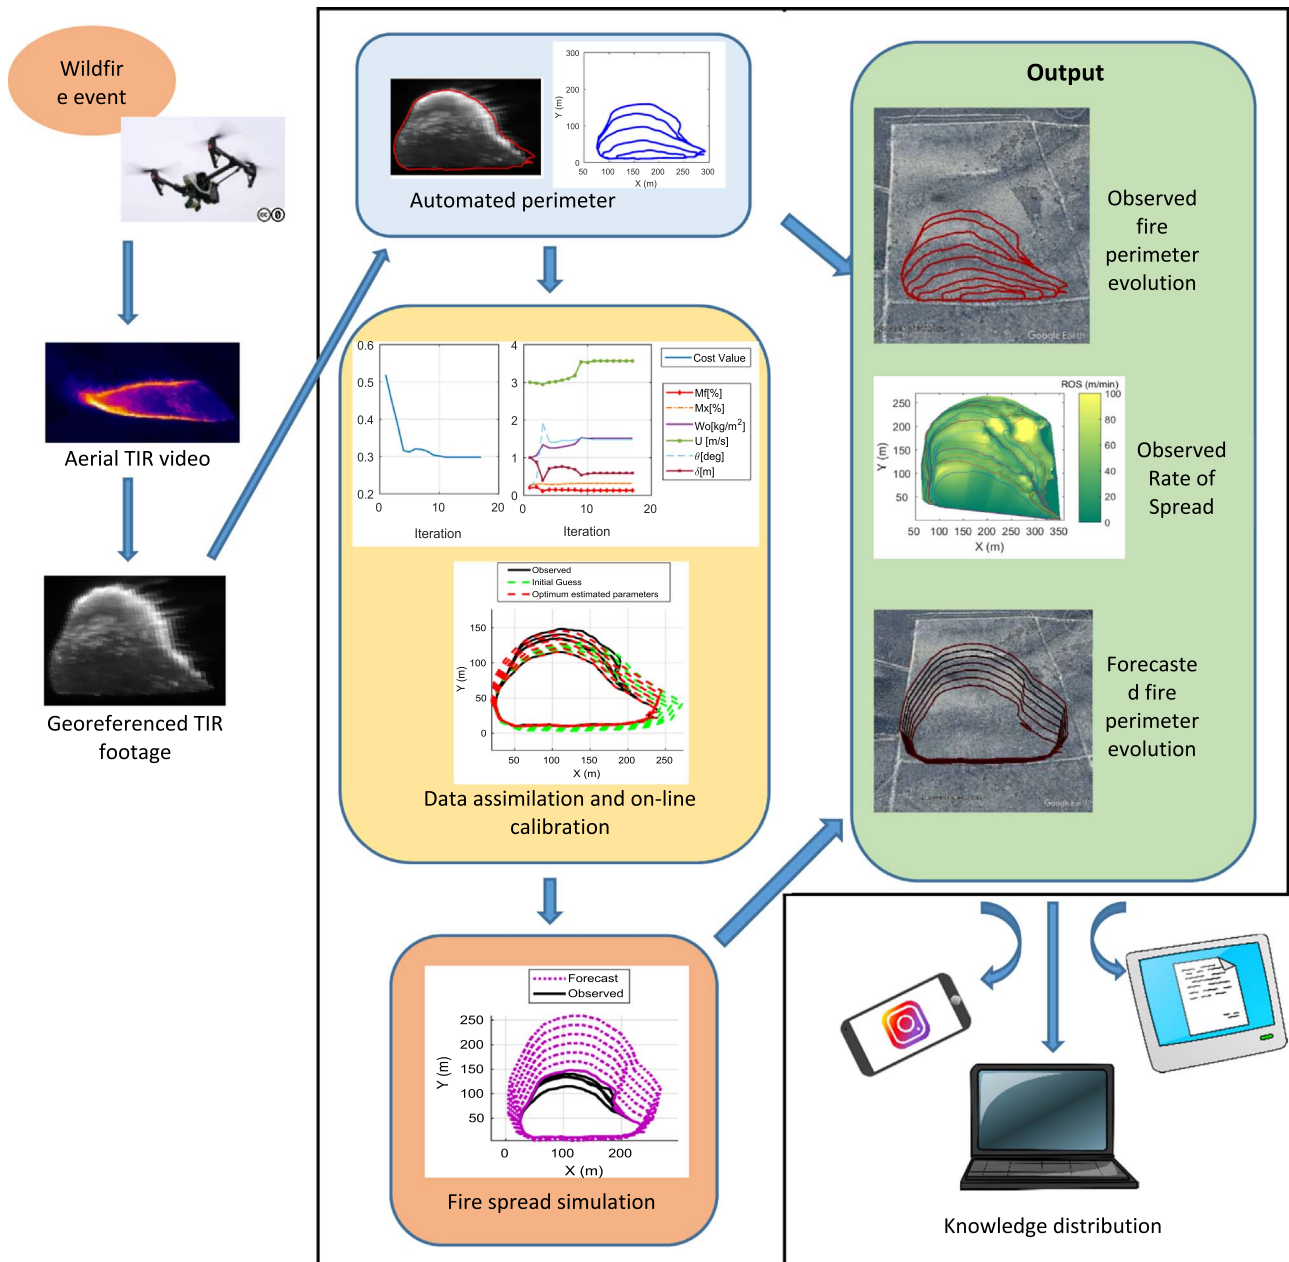 Wildfir
e event
Aerial TIR video
Georeferenced TIR
footage
300
200
100
0
Y (m)
50 100 150 200 250 300
X (m)
Automated perimeter
0.6
0.5
0.4
0.3
0.2
0 10 20
Iteration
4
3
2
1
0
0 10 20
Iteration
Cost Value
Mf[%]
Mx[%]
Wo[kg/m²]
U [m/s]
θ[deg]
δ[m]
Observed
Initial Guess
Optimum estimated parameters
150
100
50
0
Y (m)
50 100 150 200 250
X (m)
Data assimilation and on-line
calibration
Forecast
Observed
250
200
150
100
50
Y (m)
0 100 200
X (m)
Fire spread simulation
Output
Google Earth
Observed
fire
perimeter
evolution
ROS (m/min)
250
200
150
100
50
Y (m)
50 100 150 200 250 300 350
X (m)
100
80
60
40
20
0
Observed
Rate of
Spread
Google Earth
Forecaste
d fire
perimeter
evolution
Knowledge distribution